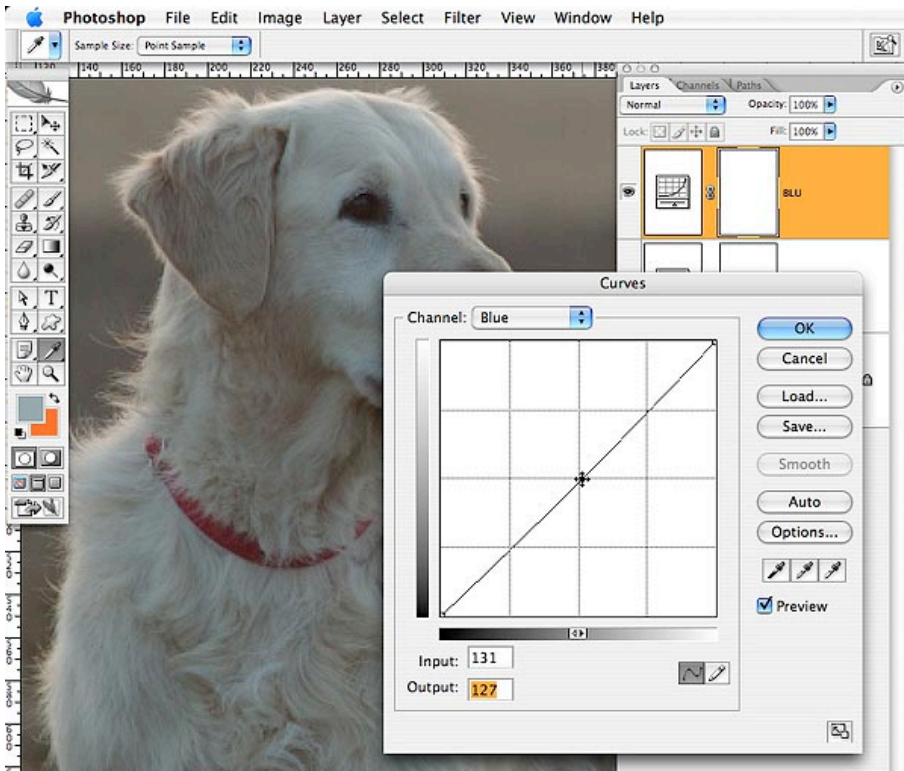 Photoshop File Edit Image Layer Select Filter View Window Help
Sample Size: Point Sample
140 160 180 200 220 240 260 280 300 320 340 360 380
Layers Channels Paths
Normal Opacity: 100%
Lock: Fill: 100%
BLU
T
Curves
Channel: Blue
OK
Cancel
Load...
Save...
Smooth
Auto
Options...
Preview
Input: 131
Output: 127